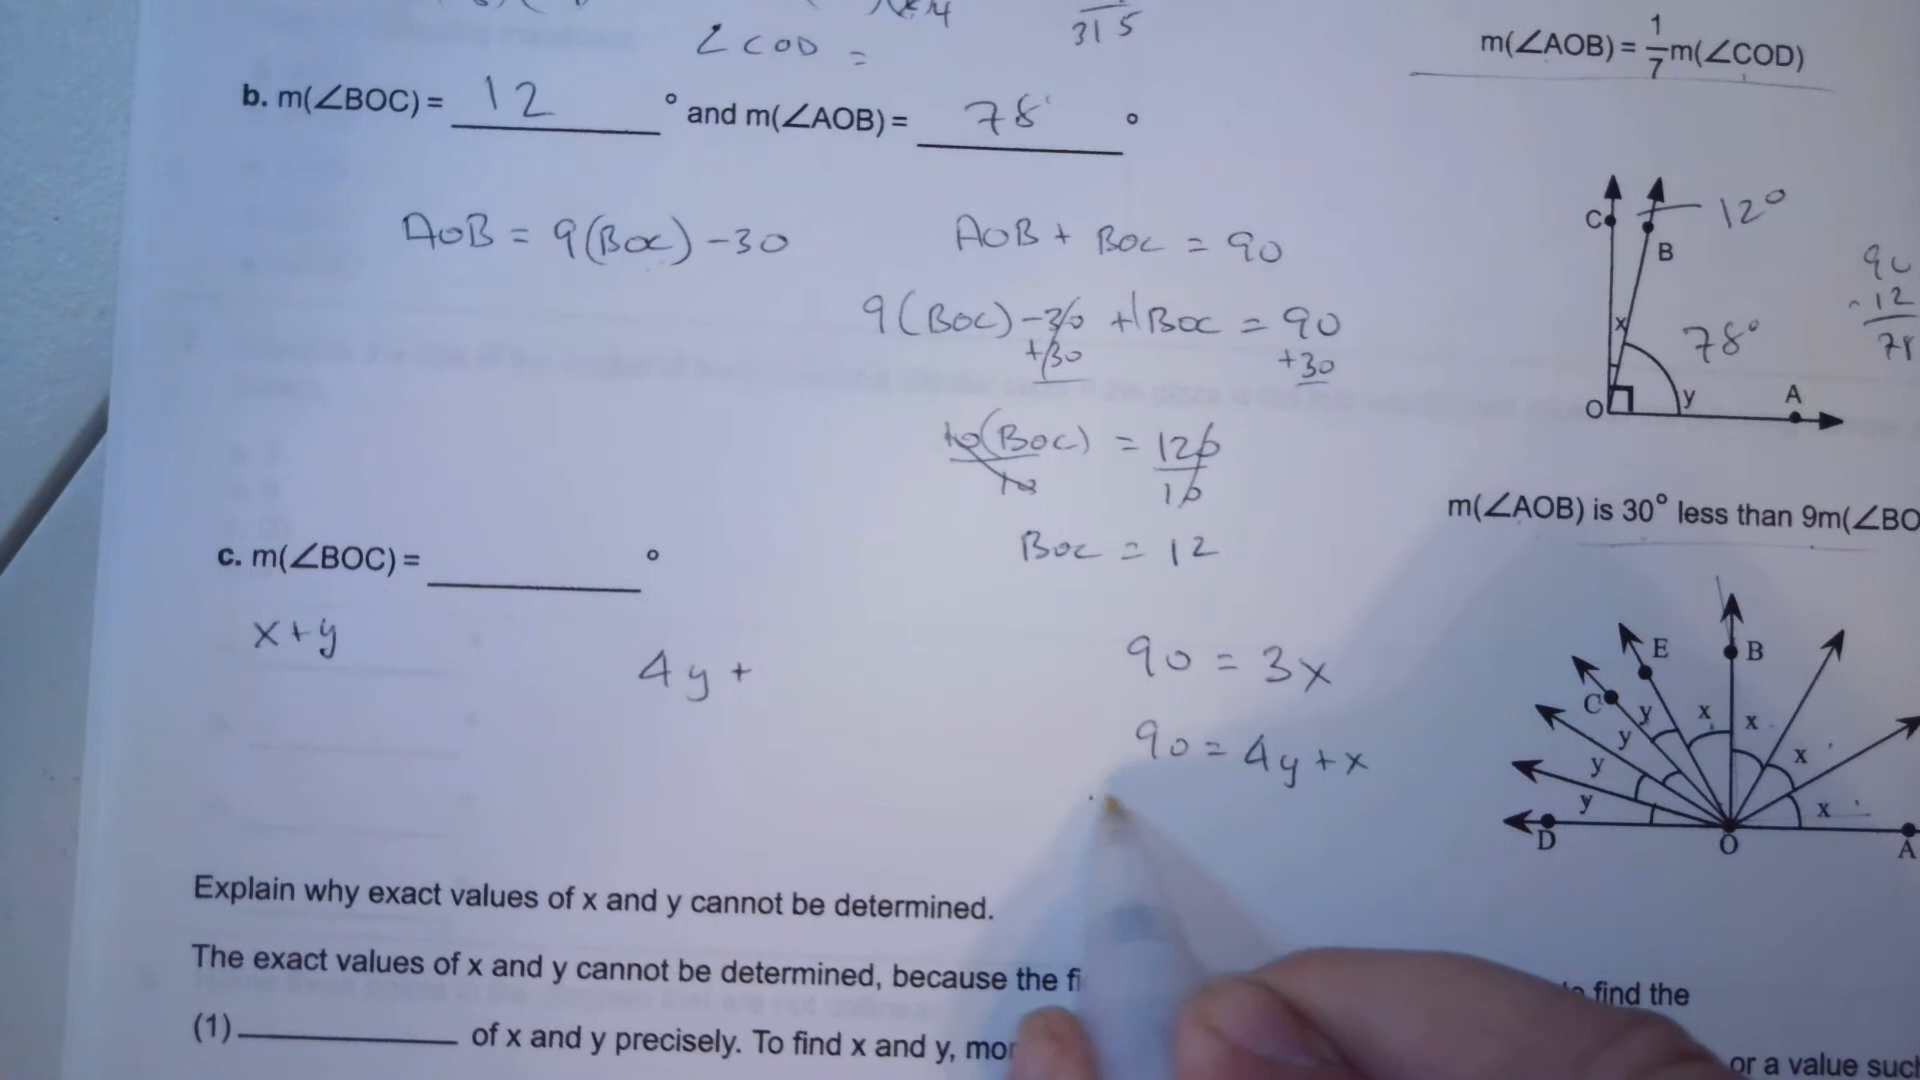 ∠COD =
315
m(∠AOB) = 1/7 m(∠COD)
b. m(∠BOC) = 12 ° and m(∠AOB) = 78 °
AOB = 9(BOC) -30
AOB + BOC = 90
9(BOC) -30 + 1BOC = 90
+30 +30
10(BOC) = 120
10 10
BOC = 12
C
B
12°
x
78°
O
y
A
90
- 12
78
m(∠AOB) is 30° less than 9m(∠BO
c. m(∠BOC) = °
x + y
4y +
90 = 3x
90 = 4y + x
E
B
C
y
x
x
y
x
y
x
y
D
O
A
Explain why exact values of x and y cannot be determined.
The exact values of x and y cannot be determined, because the fi find the
(1) of x and y precisely. To find x and y, mor or a value such